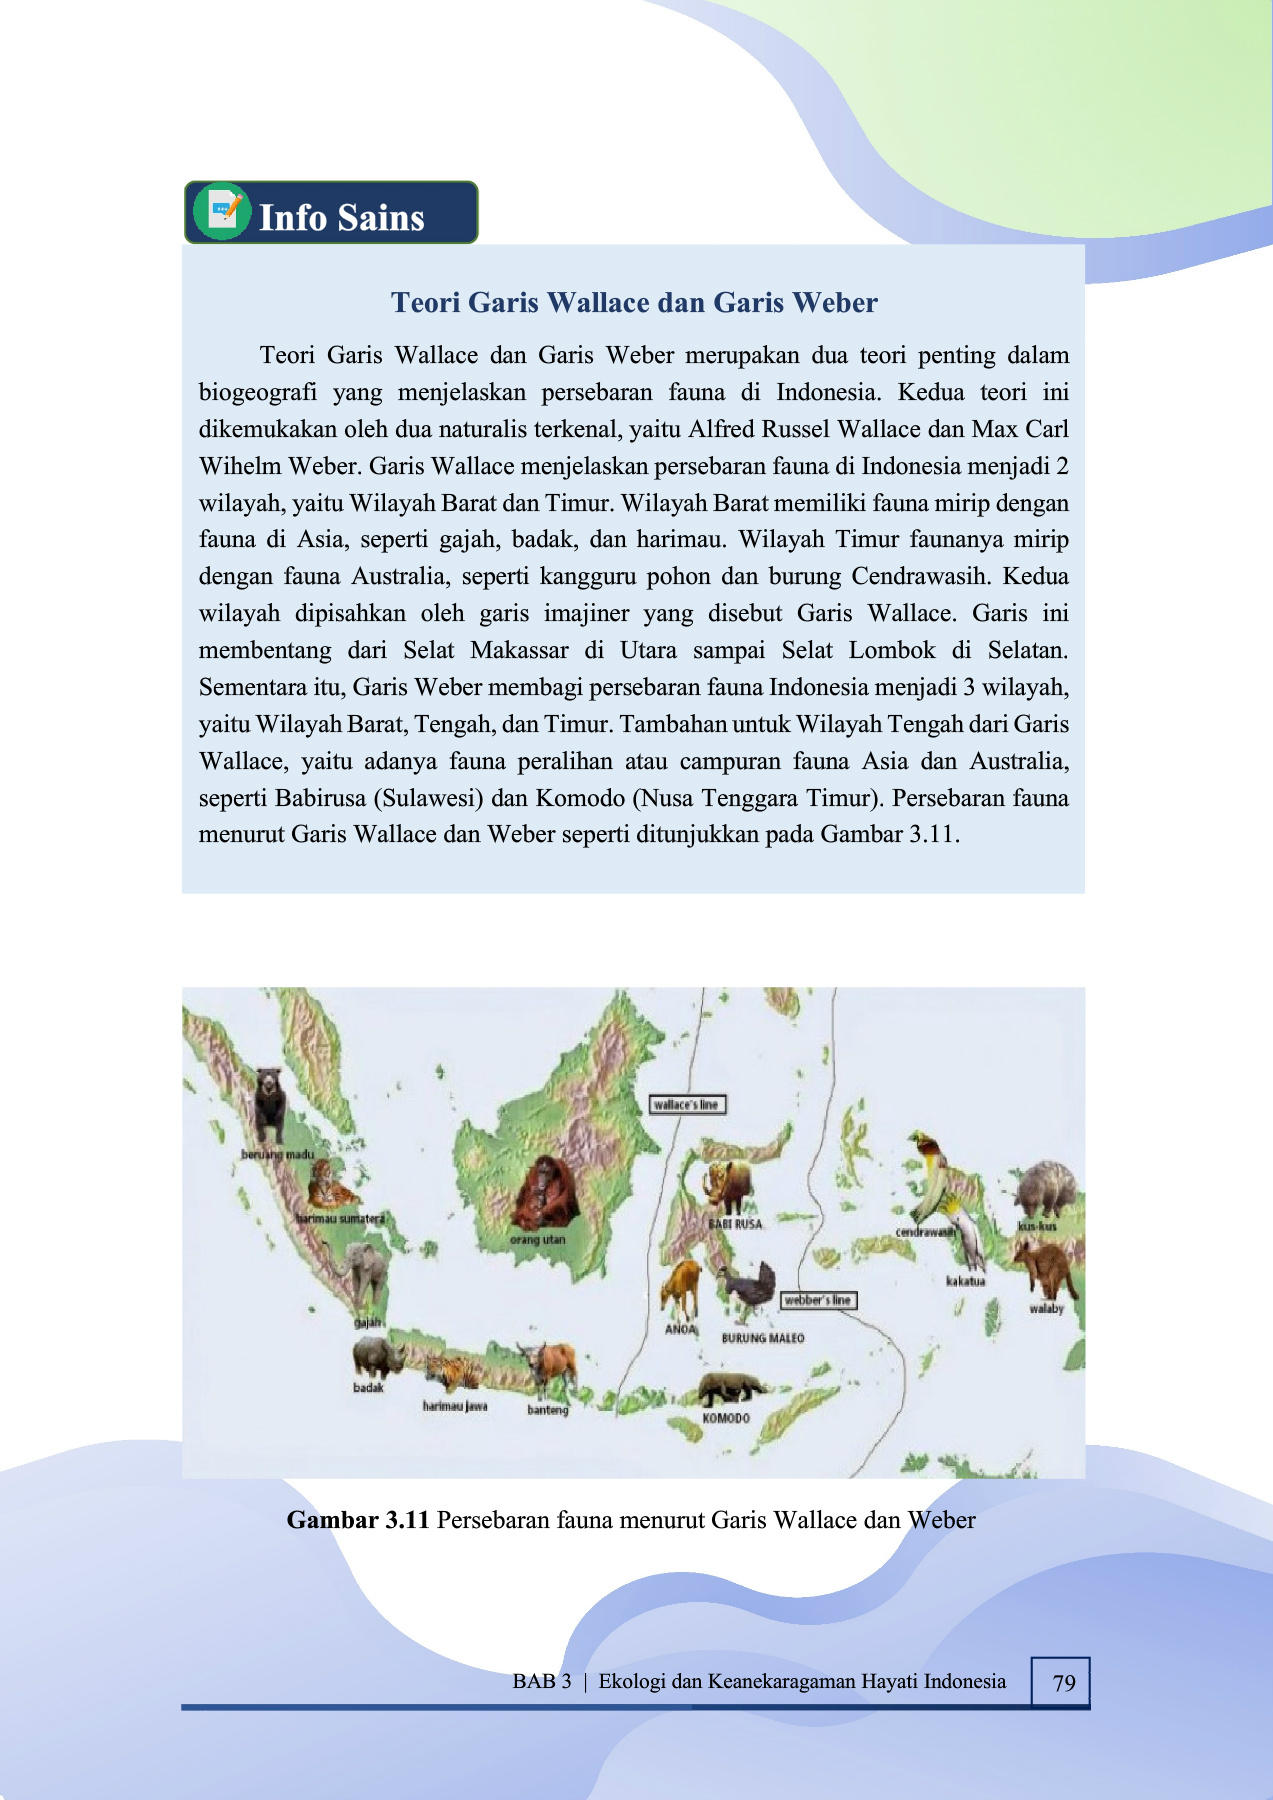 Info Sains
Teori Garis Wallace dan Garis Weber
Teori Garis Wallace dan Garis Weber merupakan dua teori penting dalam
biogeografi yang menjelaskan persebaran fauna di Indonesia. Kedua teori ini
dikemukakan oleh dua naturalis terkenal, yaitu Alfred Russel Wallace dan Max Carl
Wihelm Weber. Garis Wallace menjelaskan persebaran fauna di Indonesia menjadi 2
wilayah, yaitu Wilayah Barat dan Timur. Wilayah Barat memiliki fauna mirip dengan
fauna di Asia, seperti gajah, badak, dan harimau. Wilayah Timur faunanya mirip
dengan fauna Australia, seperti kangguru pohon dan burung Cendrawasih. Kedua
wilayah dipisahkan oleh garis imajiner yang disebut Garis Wallace. Garis ini
membentang dari Selat Makassar di Utara sampai Selat Lombok di Selatan.
Sementara itu, Garis Weber membagi persebaran fauna Indonesia menjadi 3 wilayah,
yaitu Wilayah Barat, Tengah, dan Timur. Tambahan untuk Wilayah Tengah dari Garis
Wallace, yaitu adanya fauna peralihan atau campuran fauna Asia dan Australia,
seperti Babirusa (Sulawesi) dan Komodo (Nusa Tenggara Timur). Persebaran fauna
menurut Garis Wallace dan Weber seperti ditunjukkan pada Gambar 3.11.
wallace's line
beruang madu
harimau sumatera
orang utan
BABI RUSA
cendrawasih
kus-kus
kakatua
walaby
webber's line
gajah
ANOA
BURUNG MALEO
badak
harimau jawa
banteng
KOMODO
Gambar 3.11 Persebaran fauna menurut Garis Wallace dan Weber
BAB 3 | Ekologi dan Keanekaragaman Hayati Indonesia
79